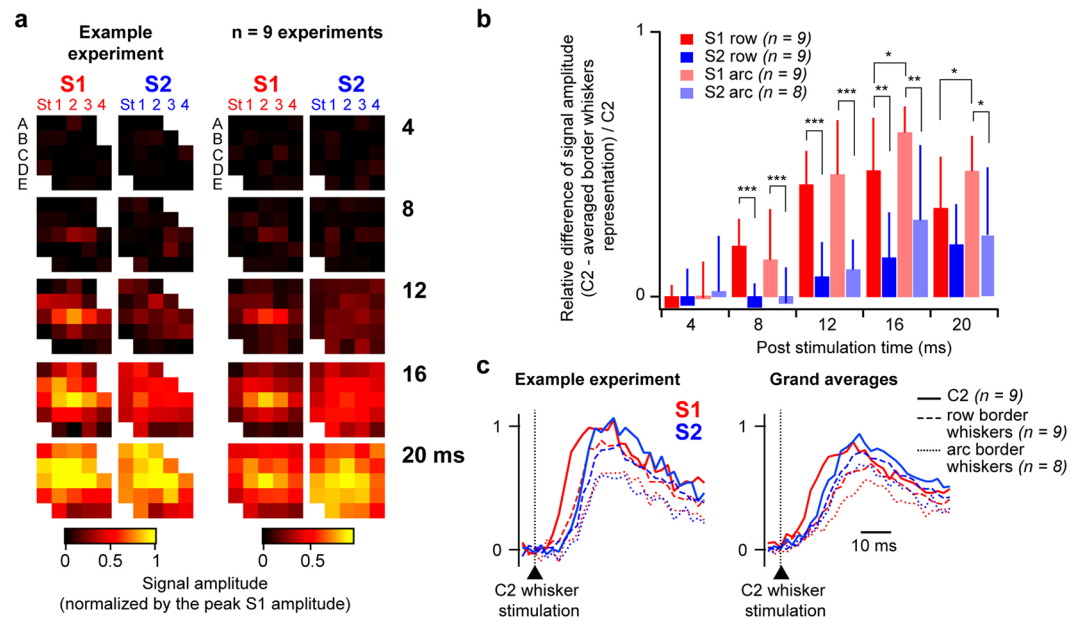 a
Example
experiment
n = 9 experiments
S1
S2
S1
S2
St 1 2 3 4
St 1 2 3 4
St 1 2 3 4
St 1 2 3 4
A
B
C
D
E
A
B
C
D
E
4
8
12
16
20 ms
0
0.5
1
0
0.5
Signal amplitude
(normalized by the peak S1 amplitude)
b
Relative difference of signal amplitude
(C2 - averaged border whiskers
representation) / C2
1
0
S1 row (n = 9)
S2 row (n = 9)
S1 arc (n = 9)
S2 arc (n = 8)
***
***
***
***
*
**
**
*
*
4
8
12
16
20
Post stimulation time (ms)
c
Example experiment
Grand averages
S1
S2
1
0
1
0
C2 whisker
stimulation
C2 whisker
stimulation
10 ms
C2 (n = 9)
row border
whiskers (n = 9)
arc border
whiskers (n = 8)